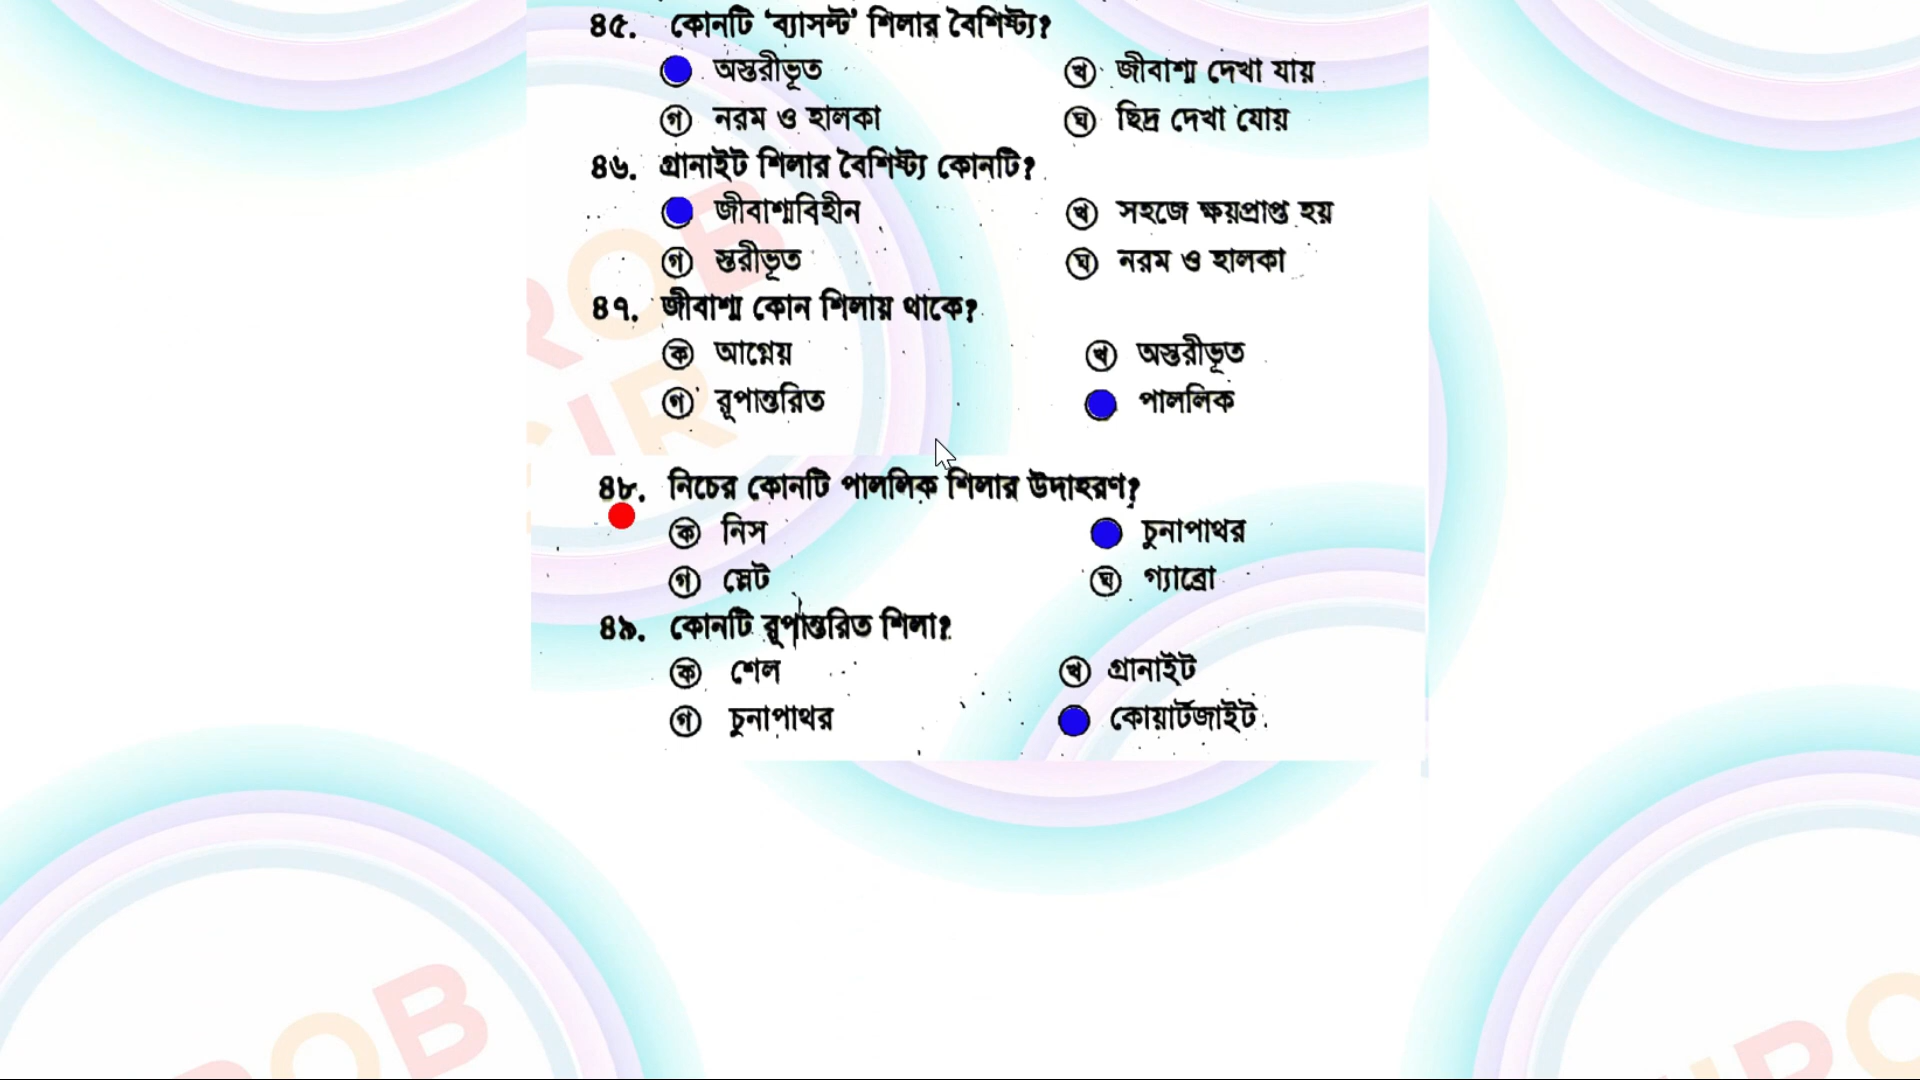 ৪৫. কোনটি ‘ব্যাসল্ট’ শিলার বৈশিষ্ট্য?
অস্তরীভূত খ জীবাশ্ম দেখা যায়
গ নরম ও হালকা ঘ ছিদ্র দেখা যোয়
৪৬. গ্রানাইট শিলার বৈশিষ্ট্য কোনটি?
জীবাশ্মবিহীন খ সহজে ক্ষয়প্রাপ্ত হয়
গ স্তরীভূত ঘ নরম ও হালকা
৪৭. জীবাশ্ম কোন শিলায় থাকে?
ক আগ্নেয় খ অস্তরীভূত
গ রূপান্তরিত পাললিক
৪৮. নিচের কোনটি পাললিক শিলার উদাহরণ?
ক নিস চুনাপাথর
গ স্লেট ঘ গ্যাব্রো
৪৯. কোনটি রূপান্তরিত শিলা?
ক শেল খ গ্রানাইট
গ চুনাপাথর কোয়ার্টজাইট